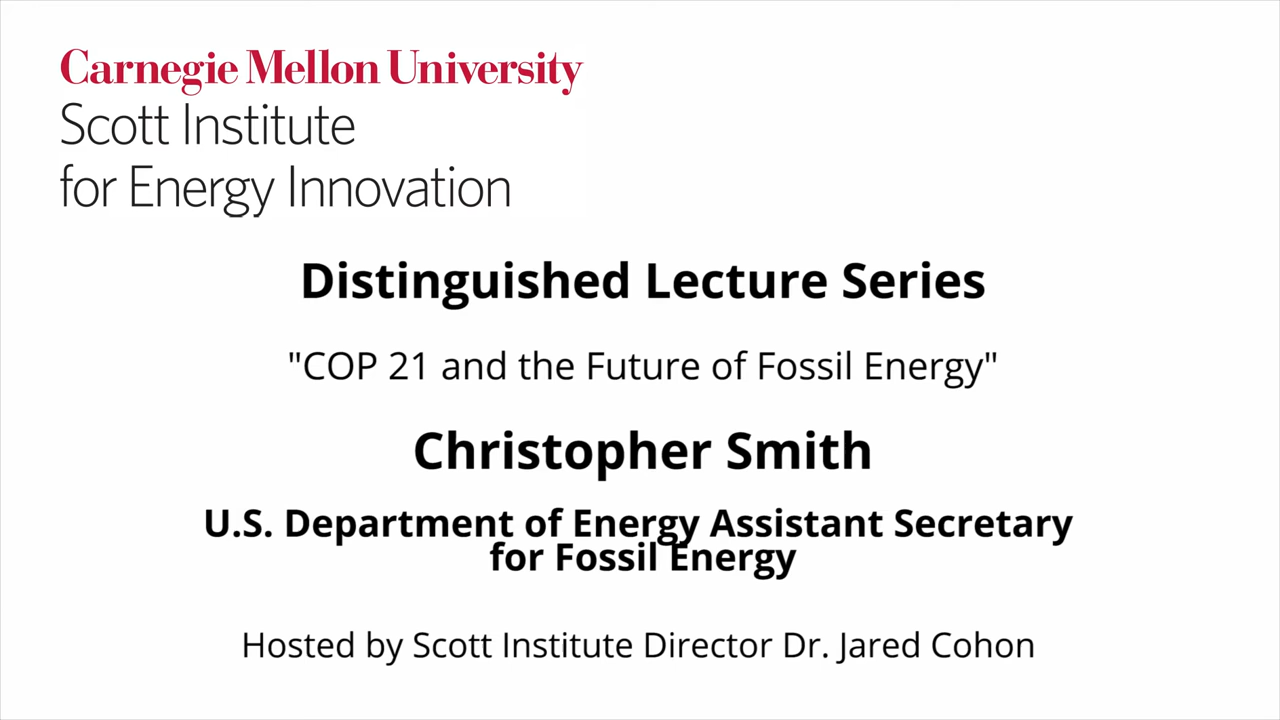 Carnegie Mellon University
Scott Institute
for Energy Innovation
Distinguished Lecture Series
"COP 21 and the Future of Fossil Energy"
Christopher Smith
U.S. Department of Energy Assistant Secretary
for Fossil Energy
Hosted by Scott Institute Director Dr. Jared Cohon